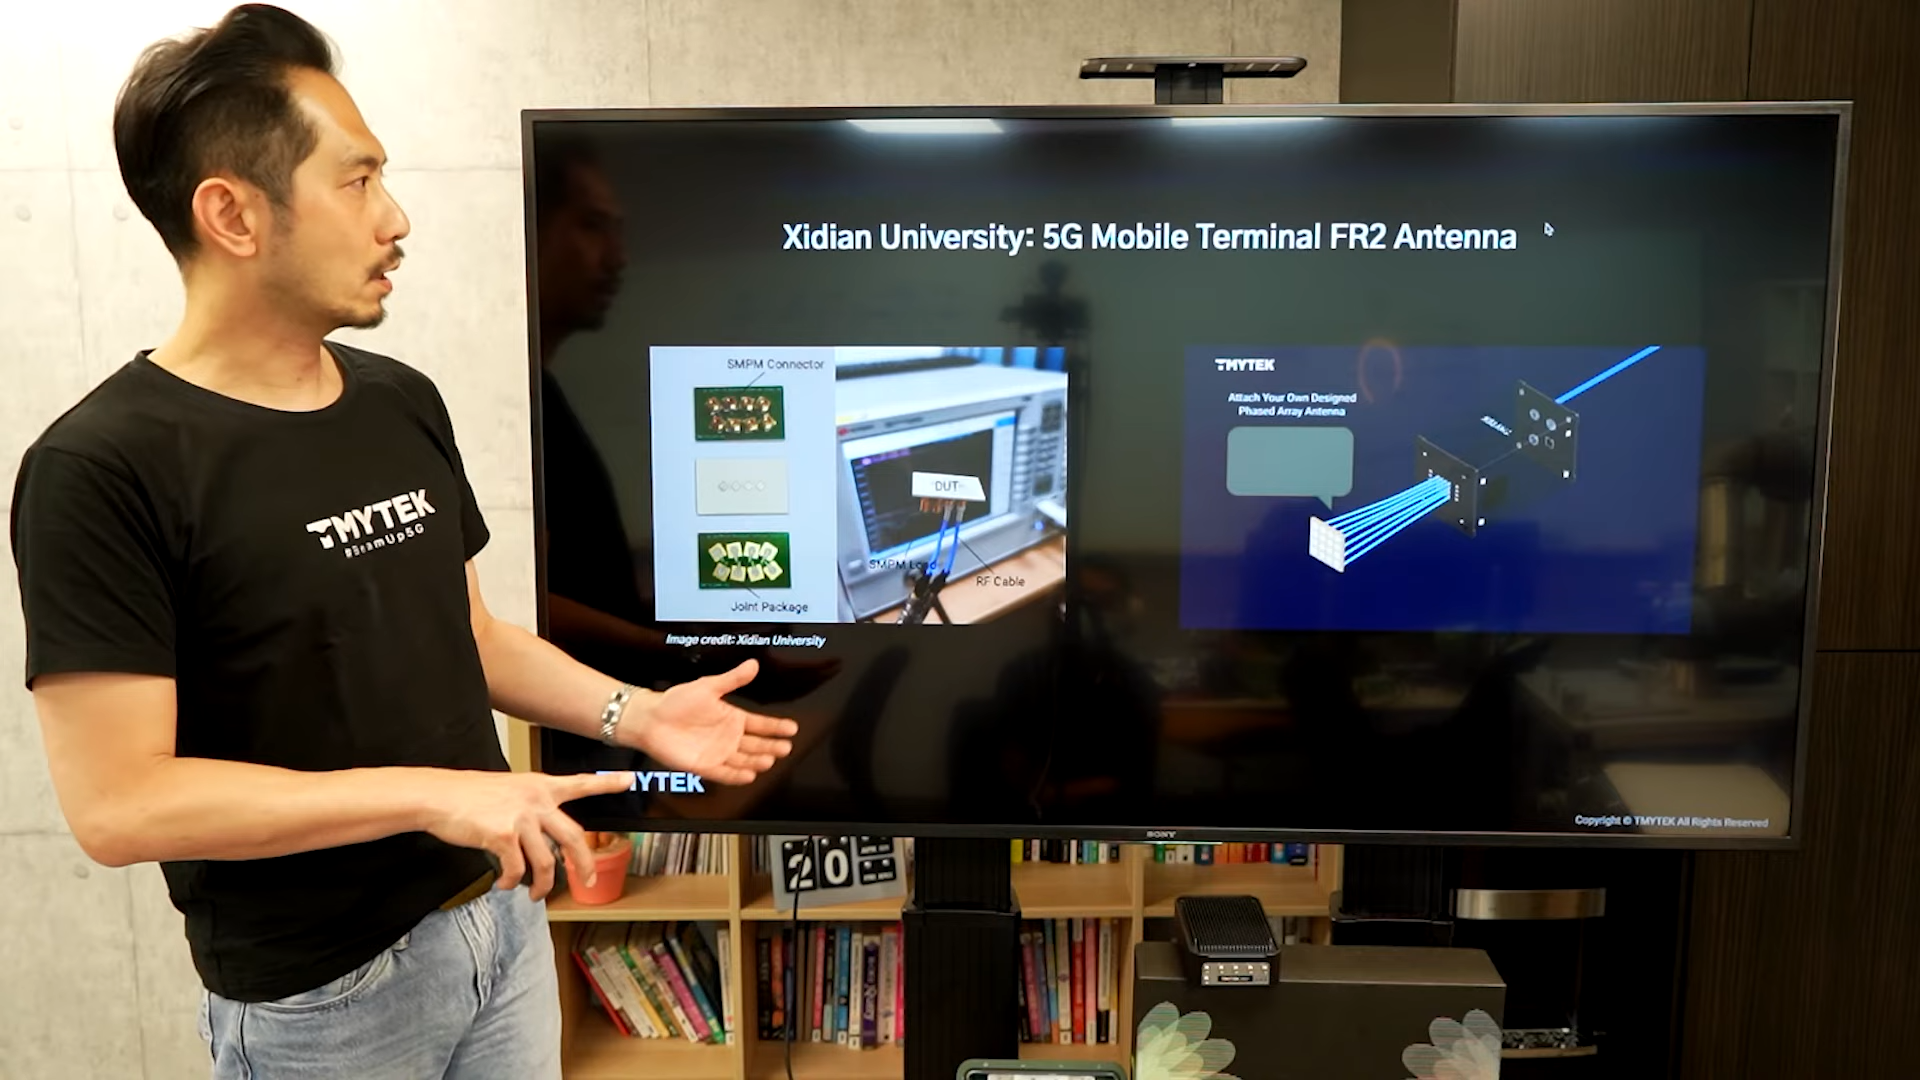 Xidian University: 5G Mobile Terminal FR2 Antenna
SMPM Connector
DUT
SMPM Load
RF Cable
Joint Package
Image credit: Xidian University
TMYTEK
Attach Your Own Designed
Phased Array Antenna
TMYTEK
#BeamUp5G
TMYTEK
Copyright © TMYTEK All Rights Reserved
SONY
20